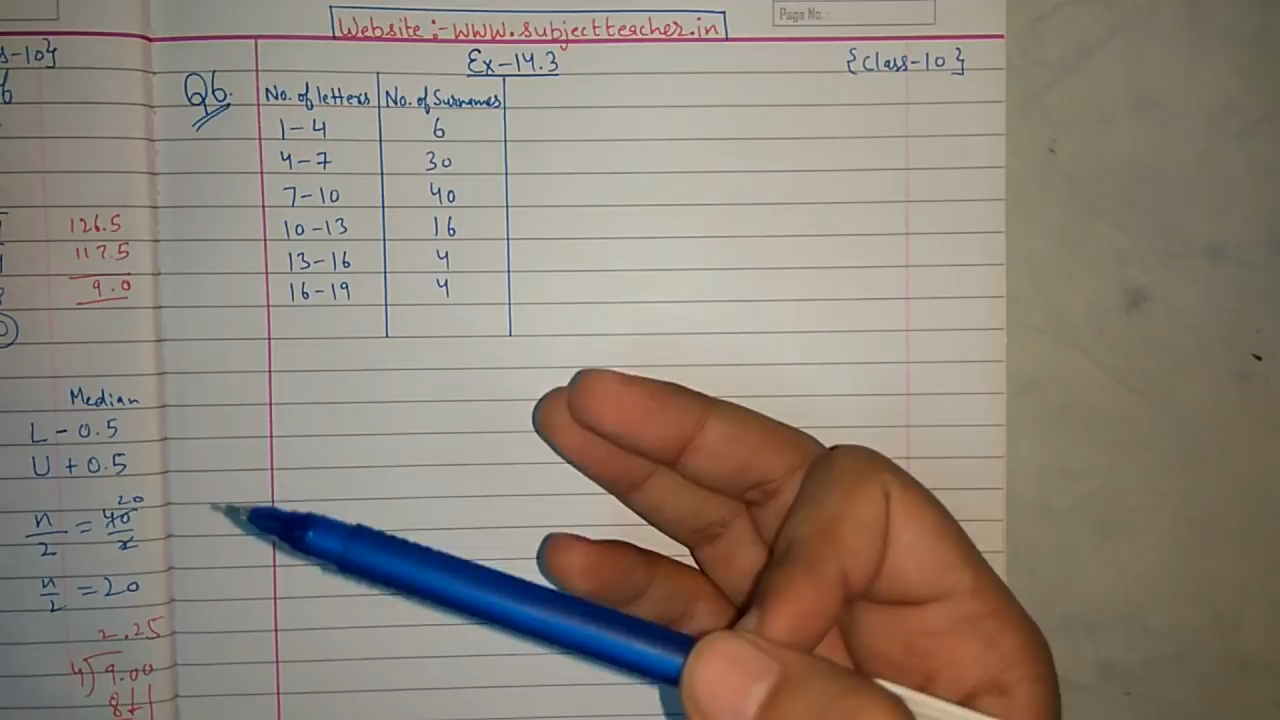 Website :- www.subjectteacher.in
Page No.
s-10}
Ex-14.3
{Class-10}
Q6.
No. of letters No. of Surnames
1-4 6
4-7 30
7-10 40
10-13 16
13-16 4
16-19 4
126.5
117.5
9.0
Median
L - 0.5
U + 0.5
20
n/2 = 40/2
n/2 = 20
2.25
4)9.00
8